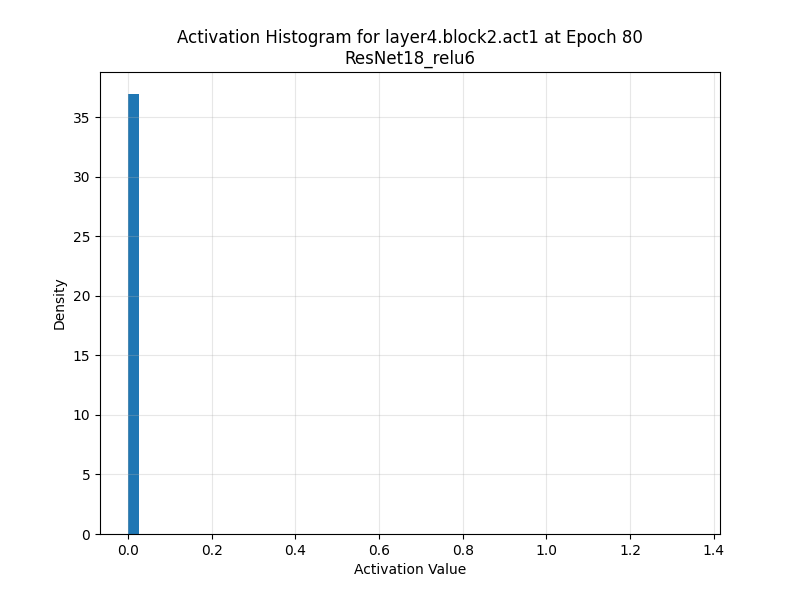 Activation Histogram for layer4.block2.act1 at Epoch 80
ResNet18_relu6
35
30
25
20
15
10
5
0
Density
0.0 0.2 0.4 0.6 0.8 1.0 1.2 1.4
Activation Value